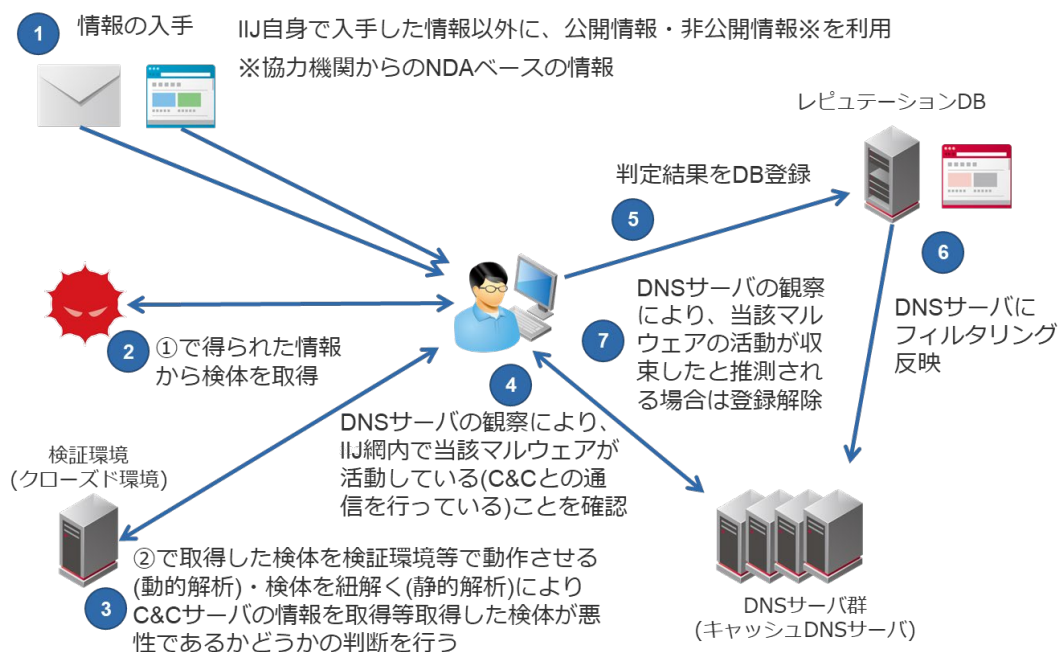 1
情報の入手
IIJ自身で入手した情報以外に、公開情報・非公開情報※を利用
※協力機関からのNDAベースの情報
レピュテーションDB
判定結果をDB登録
5
6
DNSサーバに
フィルタリング
反映
2
①で得られた情報
から検体を取得
7
DNSサーバの観察
により、当該マル
ウェアの活動が収
束したと推測され
る場合は登録解除
4
DNSサーバの観察により、
IIJ網内で当該マルウェアが
活動している(C&Cとの通
信を行っている)ことを確認
検証環境
(クローズド環境)
3
②で取得した検体を検証環境等で動作させる
(動的解析)・検体を紐解く(静的解析)により
C&Cサーバの情報を取得等取得した検体が悪
性であるかどうかの判断を行う
DNSサーバ群
(キャッシュDNSサーバ)